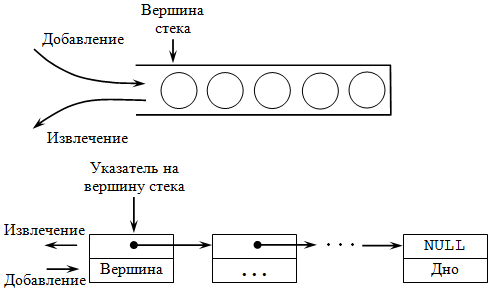 Вершина
стека
Добавление
Извлечение
Указатель на
вершину стека
Извлечение
Добавление
Вершина
...
...
NULL
Дно